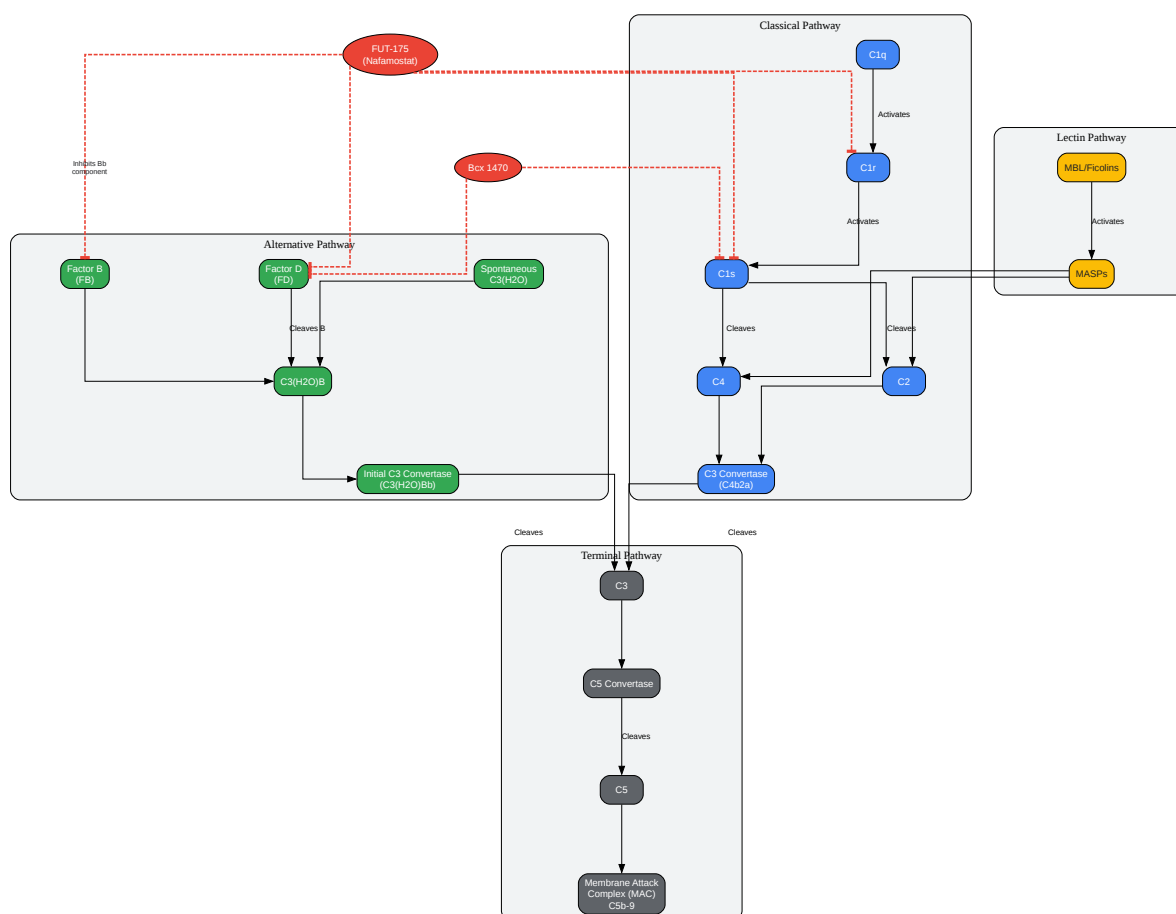 Classical Pathway
FUT-175
(Nafamostat)
C1q
Activates
Lectin Pathway
Inhibits Bb
component
Bcx 1470
C1r
MBL/Ficolins
Activates
Activates
Alternative Pathway
Factor B
(FB)
Factor D
(FD)
Spontaneous
C3(H2O)
C1s
MASPs
Cleaves B
Cleaves
Cleaves
C3(H2O)B
C4
C2
Initial C3 Convertase
(C3(H2O)Bb)
C3 Convertase
(C4b2a)
Cleaves
Cleaves
Terminal Pathway
C3
C5 Convertase
Cleaves
C5
Membrane Attack
Complex (MAC)
C5b-9